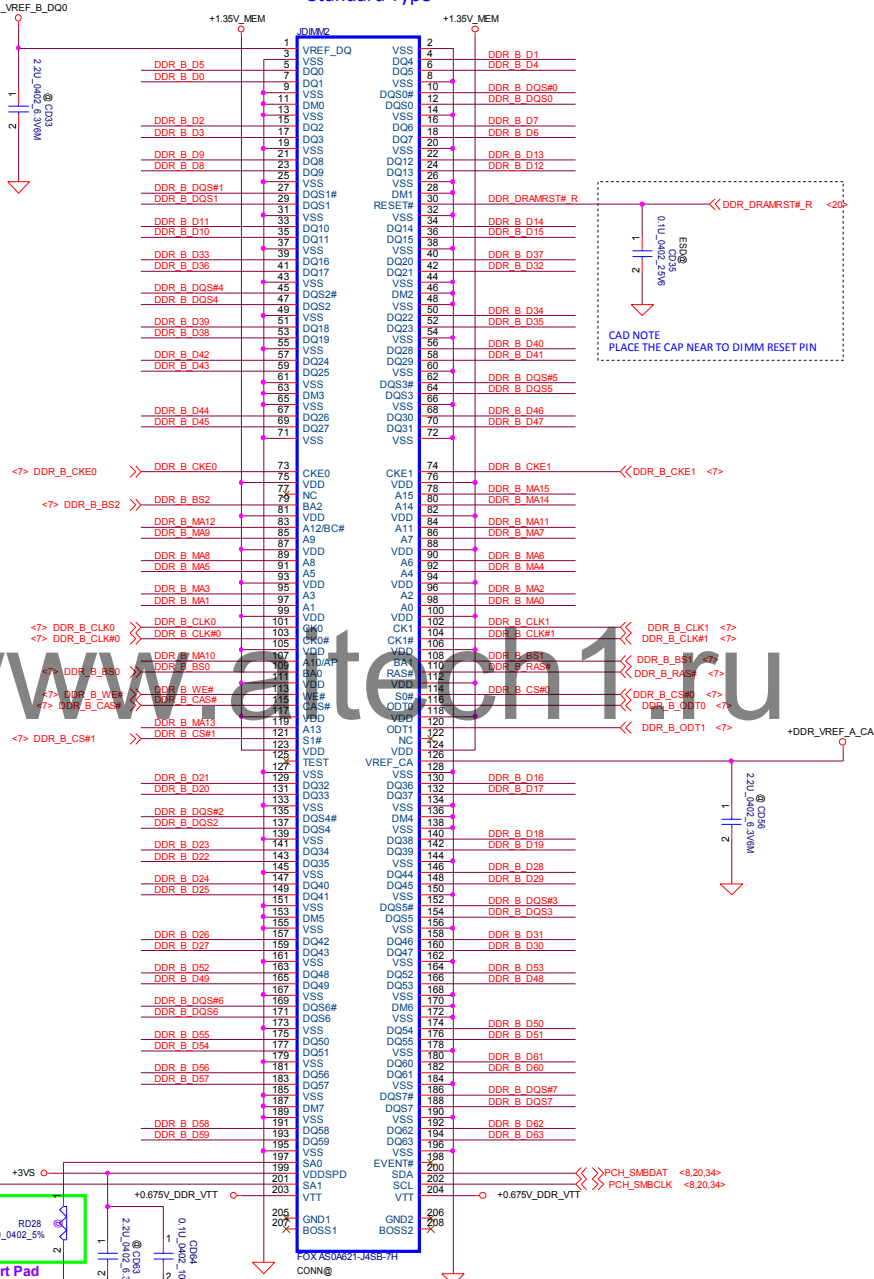 _VREF_B_DQ0
+1.35V_MEM
+1.35V_MEM
JDIMM2
1 VREF_DQ VSS 2
3 VSS DQ4 4 DDR_B_D1
DDR_B_D5 5 DQ0 DQ5 6 DDR_B_D4
DDR_B_D0 7 DQ1 VSS 8
9 VSS DQS0# 10 DDR_B_DQS#0
11 DM0 DQS0 12 DDR_B_DQS0
13 VSS VSS 14
DDR_B_D2 15 DQ2 DQ6 16 DDR_B_D7
DDR_B_D3 17 DQ3 DQ7 18 DDR_B_D6
19 VSS VSS 20
DDR_B_D9 21 DQ8 DQ12 22 DDR_B_D13
DDR_B_D8 23 DQ9 DQ13 24 DDR_B_D12
25 VSS VSS 26
DDR_B_DQS#1 27 DQS1# DM1 28
DDR_B_DQS1 29 DQS1 RESET# 30 DDR_DRAMRST#_R
31 VSS VSS 32
DDR_B_D11 33 DQ10 DQ14 34 DDR_B_D14
DDR_B_D10 35 DQ11 DQ15 36 DDR_B_D15
37 VSS VSS 38
DDR_B_D33 39 DQ16 DQ20 40 DDR_B_D37
DDR_B_D36 41 DQ17 DQ21 42 DDR_B_D32
43 VSS VSS 44
DDR_B_DQS#4 45 DQS2# DM2 46
DDR_B_DQS4 47 DQS2 VSS 48
49 VSS DQ22 50 DDR_B_D34
DDR_B_D39 51 DQ18 DQ23 52 DDR_B_D35
DDR_B_D38 53 DQ19 VSS 54
55 VSS DQ28 56 DDR_B_D40
DDR_B_D42 57 DQ24 DQ29 58 DDR_B_D41
DDR_B_D43 59 DQ25 VSS 60
61 VSS DQS3# 62 DDR_B_DQS#5
63 DM3 DQS3 64 DDR_B_DQS5
65 VSS VSS 66
DDR_B_D44 67 DQ26 DQ30 68 DDR_B_D46
DDR_B_D45 69 DQ27 DQ31 70 DDR_B_D47
71 VSS VSS 72
<7> DDR_B_CKE0 DDR_B_CKE0 73 CKE0 CKE1 74 DDR_B_CKE1 DDR_B_CKE1 <7>
75 VDD VDD 76
77 NC A15 78 DDR_B_MA15
<7> DDR_B_BS2 DDR_B_BS2 79 BA2 A14 80 DDR_B_MA14
81 VDD VDD 82
DDR_B_MA12 83 A12/BC# A11 84 DDR_B_MA11
DDR_B_MA9 85 A9 A7 86 DDR_B_MA7
87 VDD VDD 88
DDR_B_MA8 89 A8 A6 90 DDR_B_MA6
DDR_B_MA5 91 A5 A4 92 DDR_B_MA4
93 VDD VDD 94
DDR_B_MA3 95 A3 A2 96 DDR_B_MA2
DDR_B_MA1 97 A1 A0 98 DDR_B_MA0
99 VDD VDD 100
<7> DDR_B_CLK0 DDR_B_CLK0 101 CK0 CK1 102 DDR_B_CLK1 DDR_B_CLK1 <7>
<7> DDR_B_CLK#0 DDR_B_CLK#0 103 CK0# CK1# 104 DDR_B_CLK#1 DDR_B_CLK#1 <7>
105 VDD VDD 106
DDR_B_MA10 107 A10/AP BA1 108 DDR_B_BS1 DDR_B_BS1 <7>
<7> DDR_B_BS0 DDR_B_BS0 109 BA0 RAS# 110 DDR_B_RAS# DDR_B_RAS# <7>
111 VDD VDD 112
<7> DDR_B_WE# DDR_B_WE# 113 WE# S0# 114 DDR_B_CS#0 DDR_B_CS#0 <7>
<7> DDR_B_CAS# DDR_B_CAS# 115 CAS# ODT0 116 DDR_B_ODT0 <7>
117 VDD VDD 118
DDR_B_MA13 119 A13 ODT1 120 DDR_B_ODT1 <7>
<7> DDR_B_CS#1 DDR_B_CS#1 121 S1# NC 122
123 VDD VDD 124
125 TEST VREF_CA 126
127 VSS VSS 128
DDR_B_D21 129 DQ32 DQ36 130 DDR_B_D16
DDR_B_D20 131 DQ33 DQ37 132 DDR_B_D17
133 VSS VSS 134
DDR_B_DQS#2 135 DQS4# DM4 136
DDR_B_DQS2 137 DQS4 VSS 138
139 VSS DQ38 140 DDR_B_D18
DDR_B_D23 141 DQ34 DQ39 142 DDR_B_D19
DDR_B_D22 143 DQ35 VSS 144
145 VSS DQ44 146 DDR_B_D28
DDR_B_D24 147 DQ40 DQ45 148 DDR_B_D29
DDR_B_D25 149 DQ41 VSS 150
151 VSS DQS5# 152 DDR_B_DQS#3
153 DM5 DQS5 154 DDR_B_DQS3
155 VSS VSS 156
DDR_B_D26 157 DQ42 DQ46 158 DDR_B_D31
DDR_B_D27 159 DQ43 DQ47 160 DDR_B_D30
161 VSS VSS 162
DDR_B_D52 163 DQ48 DQ52 164 DDR_B_D53
DDR_B_D49 165 DQ49 DQ53 166 DDR_B_D48
167 VSS VSS 168
DDR_B_DQS#6 169 DQS6# DM6 170
DDR_B_DQS6 171 DQS6 VSS 172
173 VSS DQ54 174 DDR_B_D50
DDR_B_D55 175 DQ50 DQ55 176 DDR_B_D51
DDR_B_D54 177 DQ51 VSS 178
179 VSS DQ60 180 DDR_B_D61
DDR_B_D56 181 DQ56 DQ61 182 DDR_B_D60
DDR_B_D57 183 DQ57 VSS 184
185 VSS DQS7# 186 DDR_B_DQS#7
187 DM7 DQS7 188 DDR_B_DQS7
189 VSS VSS 190
DDR_B_D58 191 DQ58 DQ62 192 DDR_B_D62
DDR_B_D59 193 DQ59 DQ63 194 DDR_B_D63
195 VSS VSS 196
197 SA0 EVENT# 198
+3VS 199 VDDSPD SDA 200 PCH_SMBDAT <8,20,34>
201 SA1 SCL 202 PCH_SMBCLK <8,20,34>
+0.675V_DDR_VTT 203 VTT VTT 204 +0.675V_DDR_VTT
205 GND1 GND2 206
207 BOSS1 BOSS2 208
FOX AS0A621-J4SB-7H
CONN@
2.2U_0402_6.3V6M
@ CD33
1
2
DDR_DRAMRST#_R <20>
ESD@
CD35
0.1U_0402_25V6
1
2
CAD NOTE
PLACE THE CAP NEAR TO DIMM RESET PIN
+DDR_VREF_A_CA
@ CD56
2.2U_0402_6.3V6M
1
2
www.aitech1.ru
1
RD28
@
_0402_5%
2
rt Pad
@ CD63
1
2
CD64
1
2